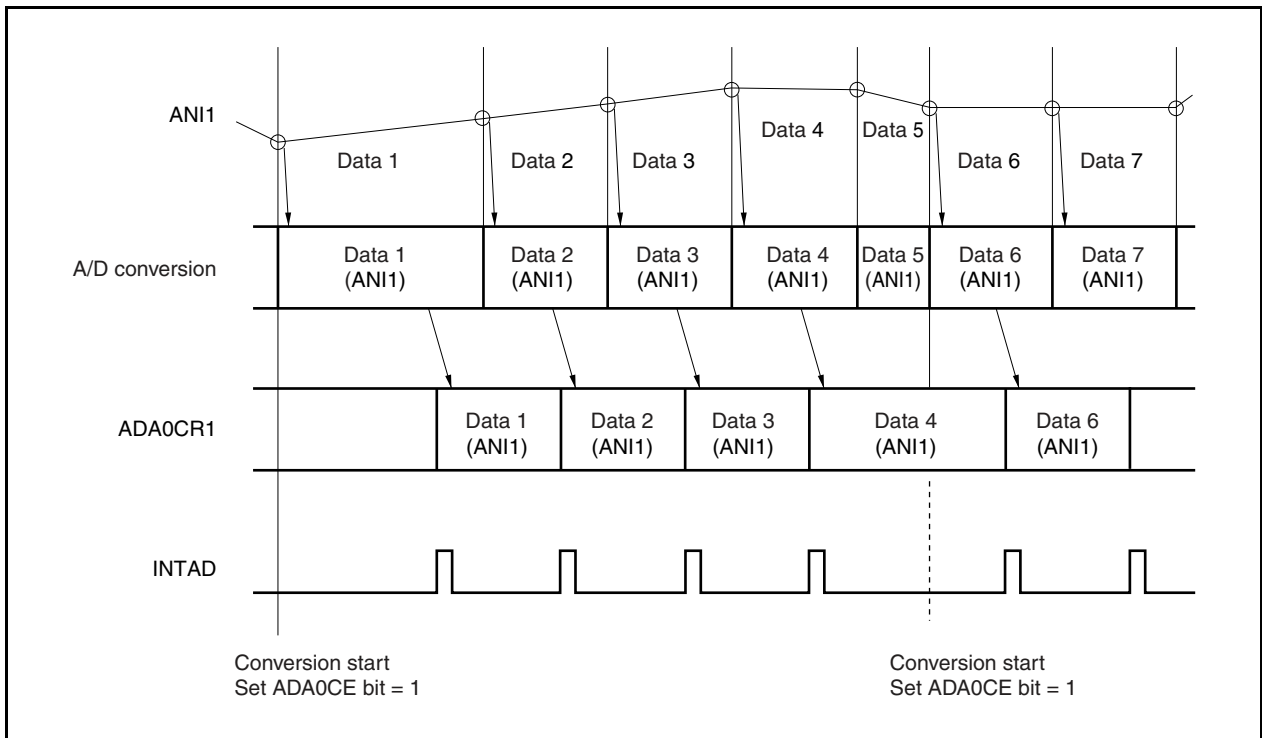 ANI1
Data 1
Data 2
Data 3
Data 4
Data 5
Data 6
Data 7
A/D conversion
Data 1
(ANI1)
Data 2
(ANI1)
Data 3
(ANI1)
Data 4
(ANI1)
Data 5
(ANI1)
Data 6
(ANI1)
Data 7
(ANI1)
ADA0CR1
Data 1
(ANI1)
Data 2
(ANI1)
Data 3
(ANI1)
Data 4
(ANI1)
Data 6
(ANI1)
INTAD
Conversion start
Set ADA0CE bit = 1
Conversion start
Set ADA0CE bit = 1